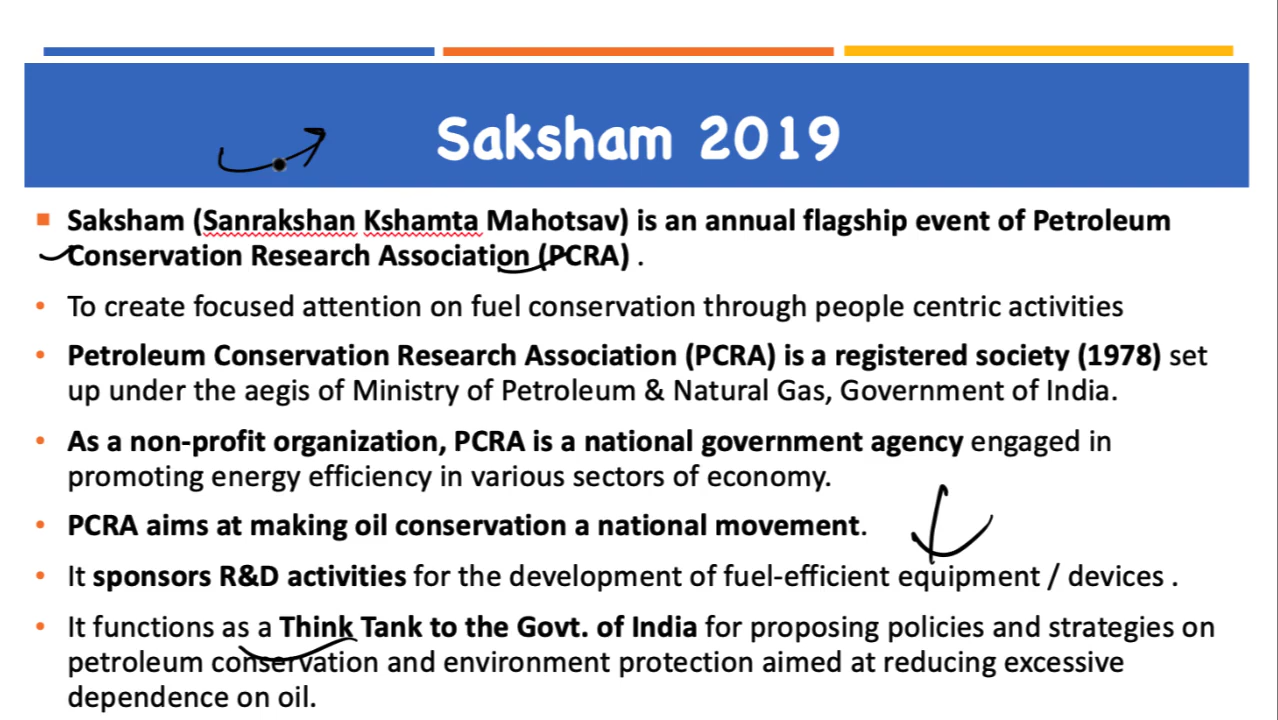 Saksham 2019
Saksham (Sanrakshan Kshamta Mahotsav) is an annual flagship event of Petroleum
Conservation Research Association (PCRA) .
To create focused attention on fuel conservation through people centric activities
Petroleum Conservation Research Association (PCRA) is a registered society (1978) set
up under the aegis of Ministry of Petroleum & Natural Gas, Government of India.
As a non-profit organization, PCRA is a national government agency engaged in
promoting energy efficiency in various sectors of economy.
PCRA aims at making oil conservation a national movement.
It sponsors R&D activities for the development of fuel-efficient equipment / devices .
It functions as a Think Tank to the Govt. of India for proposing policies and strategies on
petroleum conservation and environment protection aimed at reducing excessive
dependence on oil.